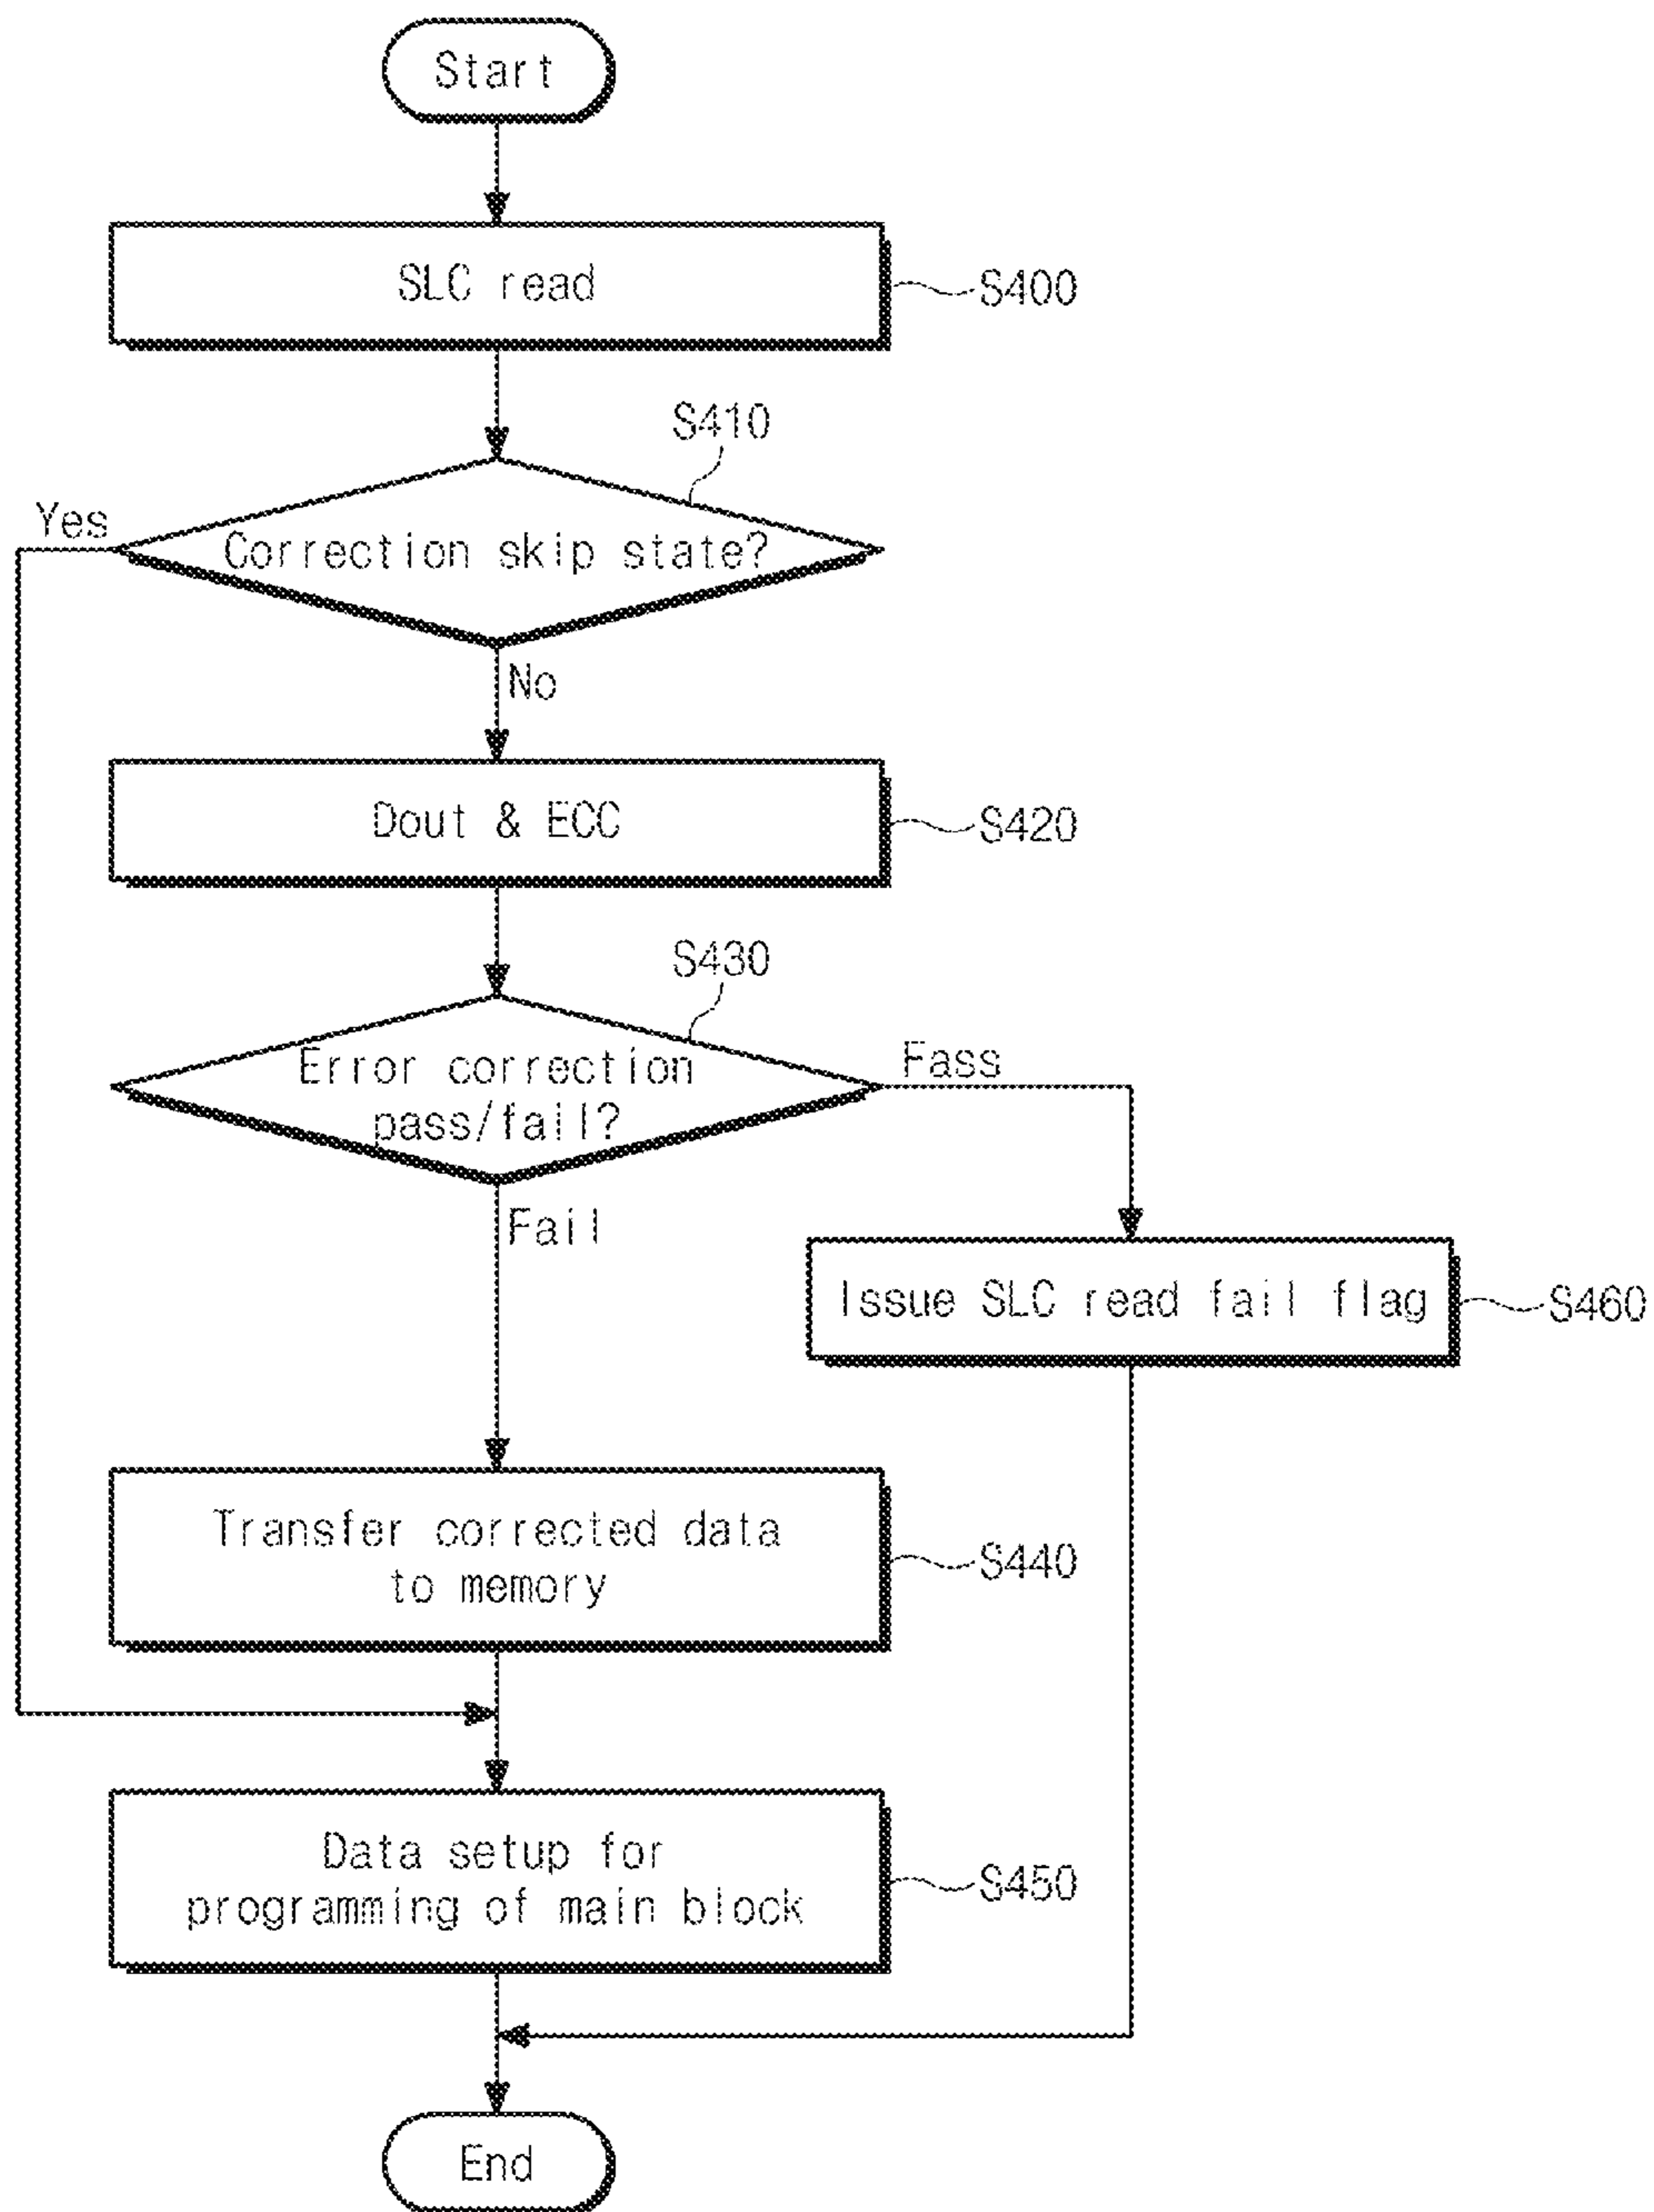 Start
SLC read
S400
S410
Yes
Correction skip state?
No
Dout & ECC
S420
S430
Error correction
pass/fail?
Fass
Fail
Issue SLC read fail flag
S460
Transfer corrected data
to memory
S440
Data setup for
programming of main block
S450
End